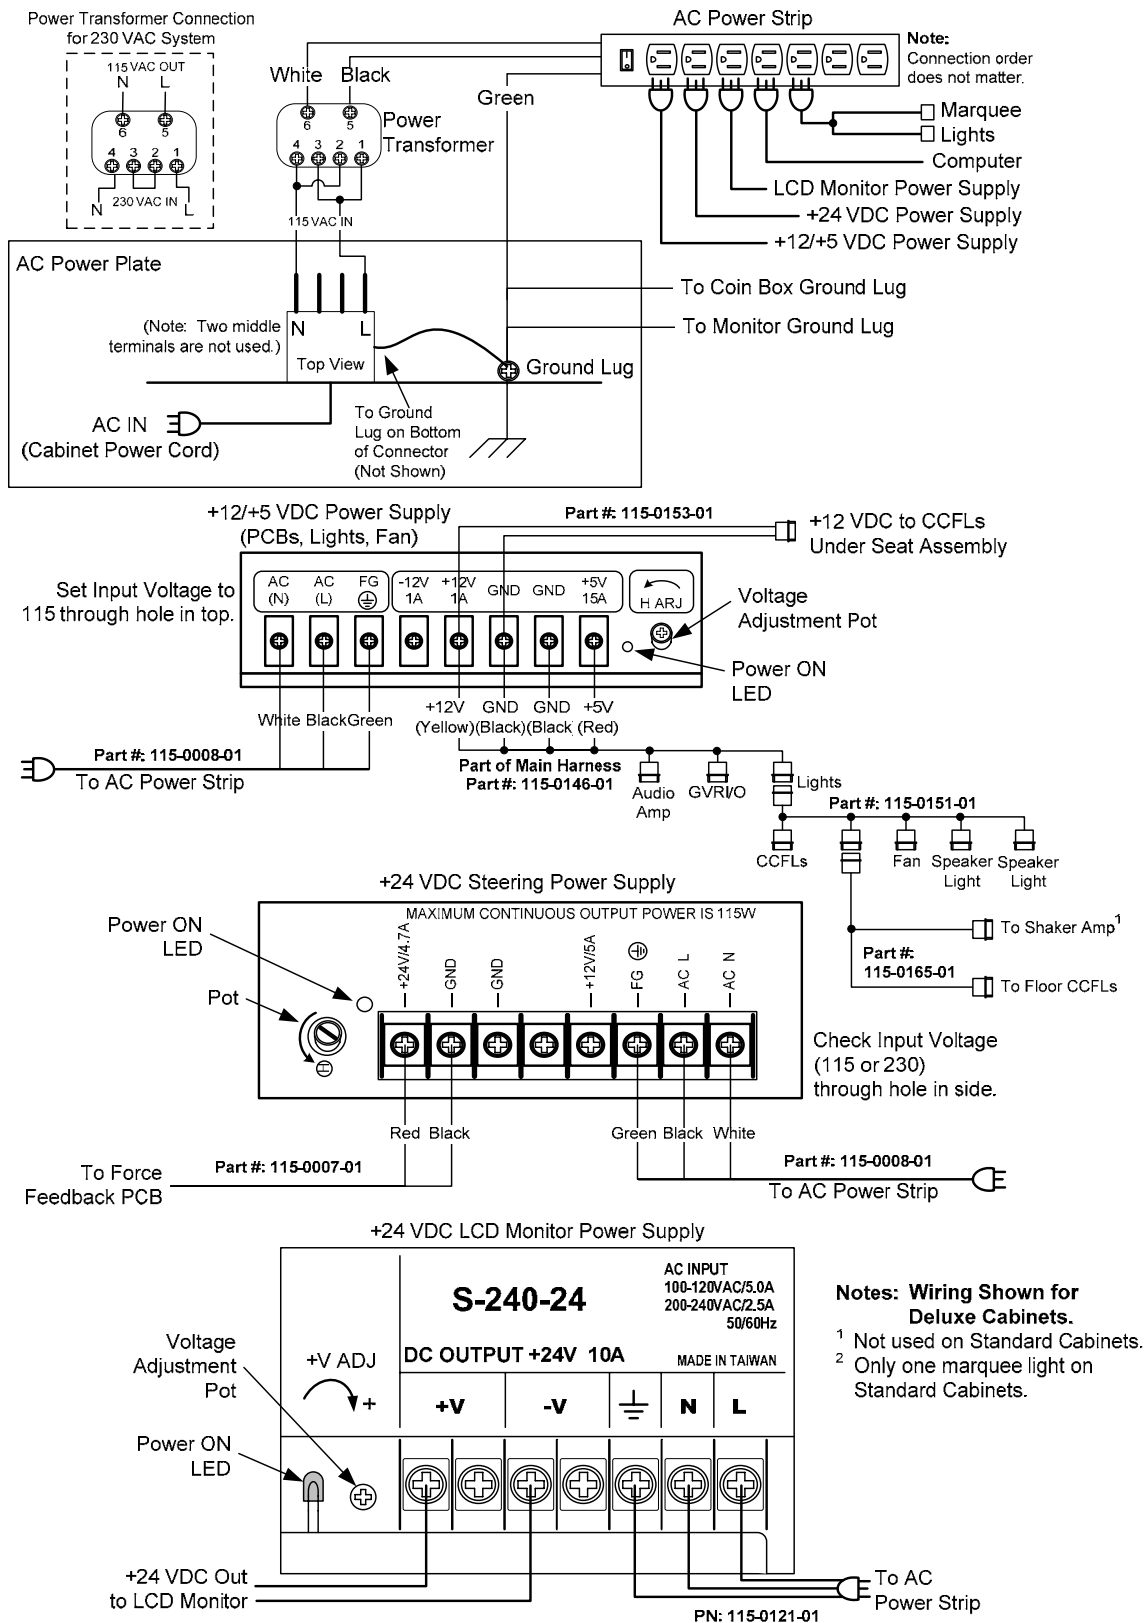 Power Transformer Connection
for 230 VAC System
115 VAC OUT
N L
6 5
4 3 2 1
230 VAC IN
N L
White Black
6 5
Power
Transformer
4 3 2 1
115 VAC IN
Green
AC Power Strip
Note:
Connection order
does not matter.
Marquee
Lights
Computer
LCD Monitor Power Supply
+24 VDC Power Supply
+12/+5 VDC Power Supply
AC Power Plate
(Note: Two middle
terminals are not used.)
N L
Top View
To Coin Box Ground Lug
To Monitor Ground Lug
Ground Lug
AC IN
(Cabinet Power Cord)
To Ground
Lug on Bottom
of Connector
(Not Shown)
+12/+5 VDC Power Supply
(PCBs, Lights, Fan)
Part #: 115-0153-01
+12 VDC to CCFLs
Under Seat Assembly
Set Input Voltage to
115 through hole in top.
AC AC FG -12V +12V GND GND +5V
(N) (L) 1A 1A 15A
H ARJ
Voltage
Adjustment Pot
Power ON
LED
White Black Green
+12V GND GND +5V
(Yellow) (Black) (Black (Red)
Part #: 115-0008-01
To AC Power Strip
Part of Main Harness
Part #: 115-0146-01
Audio
Amp
GVRI/O
Lights
Part #: 115-0151-01
CCFLs
Fan
Speaker
Light
Speaker
Light
To Shaker Amp1
Part #:
115-0165-01
To Floor CCFLs
+24 VDC Steering Power Supply
MAXIMUM CONTINUOUS OUTPUT POWER IS 115W
Power ON
LED
Pot
H
+24V/4.7A
GND
GND
+12V/5A
FG
AC L
AC N
Check Input Voltage
(115 or 230)
through hole in side.
Red Black
Green Black White
To Force
Feedback PCB
Part #: 115-0007-01
Part #: 115-0008-01
To AC Power Strip
+24 VDC LCD Monitor Power Supply
S-240-24
AC INPUT
100-120VAC/5.0A
200-240VAC/2.5A
50/60Hz
DC OUTPUT +24V 10A
MADE IN TAIWAN
+V ADJ
+
+V -V N L
Voltage
Adjustment
Pot
Power ON
LED
Notes: Wiring Shown for
Deluxe Cabinets.
1 Not used on Standard Cabinets.
2 Only one marquee light on
Standard Cabinets.
+24 VDC Out
to LCD Monitor
To AC
Power Strip
PN: 115-0121-01